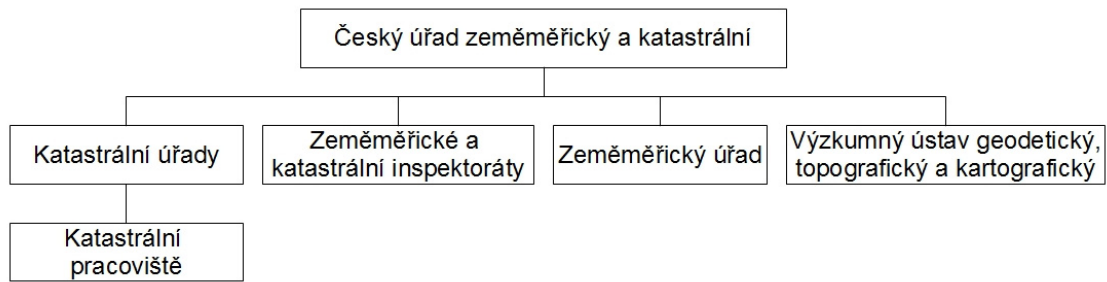 Český úřad zeměměřický a katastrální
Katastrální úřady
Zeměměřické a
katastrální inspektoráty
Zeměměřický úřad
Výzkumný ústav geodetický,
topografický a kartografický
Katastrální
pracoviště